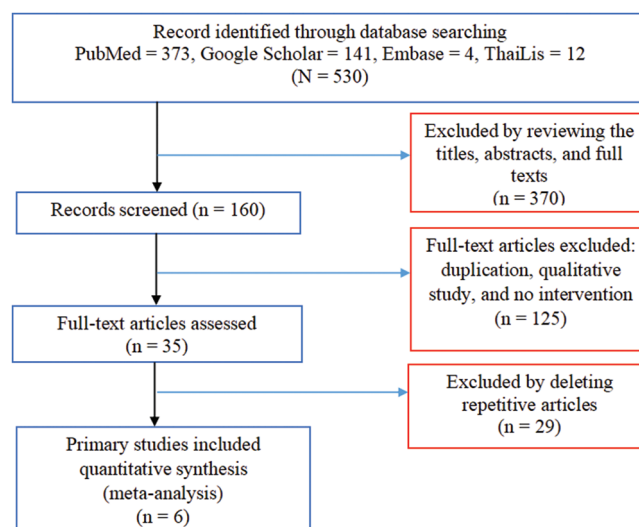 Record identified through database searching
PubMed = 373, Google Scholar = 141, Embase = 4, ThaiLis = 12
(N = 530)
Excluded by reviewing the
titles, abstracts, and full
texts
(n = 370)
Records screened (n = 160)
Full-text articles excluded:
duplication, qualitative
study, and no intervention
(n = 125)
Full-text articles assessed
(n = 35)
Excluded by deleting
repetitive articles
(n = 29)
Primary studies included
quantitative synthesis
(meta-analysis)
n = 6)